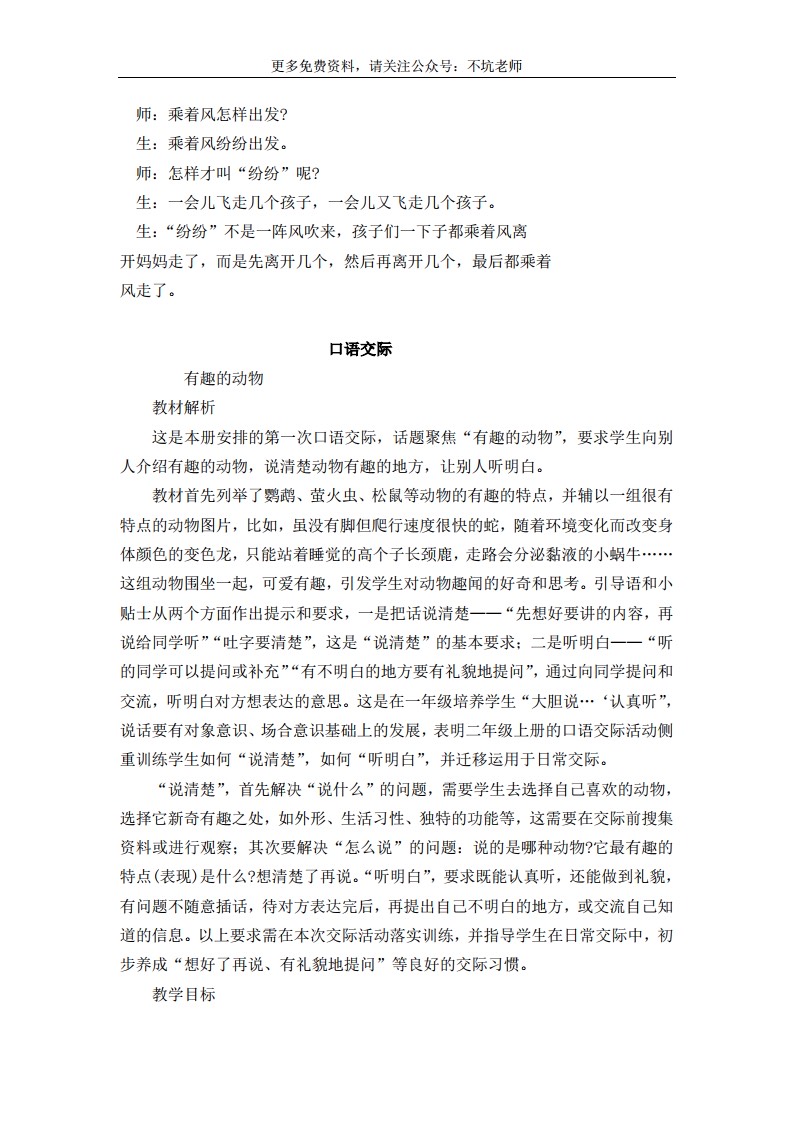 更多免费资料，请关注公众号：不坑老师
师：乘着风怎样出发?
生：乘着风纷纷出发。
师：怎样才叫“纷纷”呢?
生：一会儿飞走几个孩子，一会儿又飞走几个孩子。
生：“纷纷”不是一阵风吹来，孩子们一下子都乘着风离
开妈妈走了，而是先离开几个，然后再离开几个，最后都乘着
风走了。
口语交际
有趣的动物
教材解析
这是本册安排的第一次口语交际，话题聚焦“有趣的动物”，要求学生向别
人介绍有趣的动物，说清楚动物有趣的地方，让别人听明白。
教材首先列举了鹦鹉、萤火虫、松鼠等动物的有趣的特点，并辅以一组很有
特点的动物图片，比如，虽没有脚但爬行速度很快的蛇，随着环境变化而改变身
体颜色的变色龙，只能站着睡觉的高个子长颈鹿，走路会分泌黏液的小蜗牛……
这组动物围坐一起，可爱有趣，引发学生对动物趣闻的好奇和思考。引导语和小
贴士从两个方面作出提示和要求，一是把话说清楚——“先想好要讲的内容，再
说给同学听”“吐字要清楚”，这是“说清楚”的基本要求；二是听明白——“听
的同学可以提问或补充”“有不明白的地方要有礼貌地提问”，通过向同学提问和
交流，听明白对方想表达的意思。这是在一年级培养学生“大胆说…‘认真听”，
说话要有对象意识、场合意识基础上的发展，表明二年级上册的口语交际活动侧
重训练学生如何“说清楚”，如何“听明白”，并迁移运用于日常交际。
“说清楚”，首先解决“说什么”的问题，需要学生去选择自己喜欢的动物，
选择它新奇有趣之处，如外形、生活习性、独特的功能等，这需要在交际前搜集
资料或进行观察；其次要解决“怎么说”的问题：说的是哪种动物?它最有趣的
特点(表现)是什么?想清楚了再说。“听明白”，要求既能认真听，还能做到礼貌，
有问题不随意插话，待对方表达完后，再提出自己不明白的地方，或交流自己知
道的信息。以上要求需在本次交际活动落实训练，并指导学生在日常交际中，初
步养成“想好了再说、有礼貌地提问”等良好的交际习惯。
教学目标